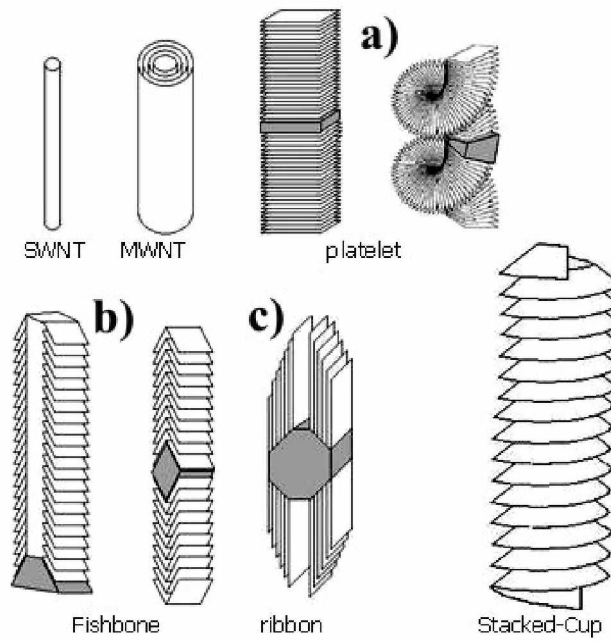 a)
SWNT
MWNT
platelet
b)
c)
Fishbone
ribbon
Stacked-Cup